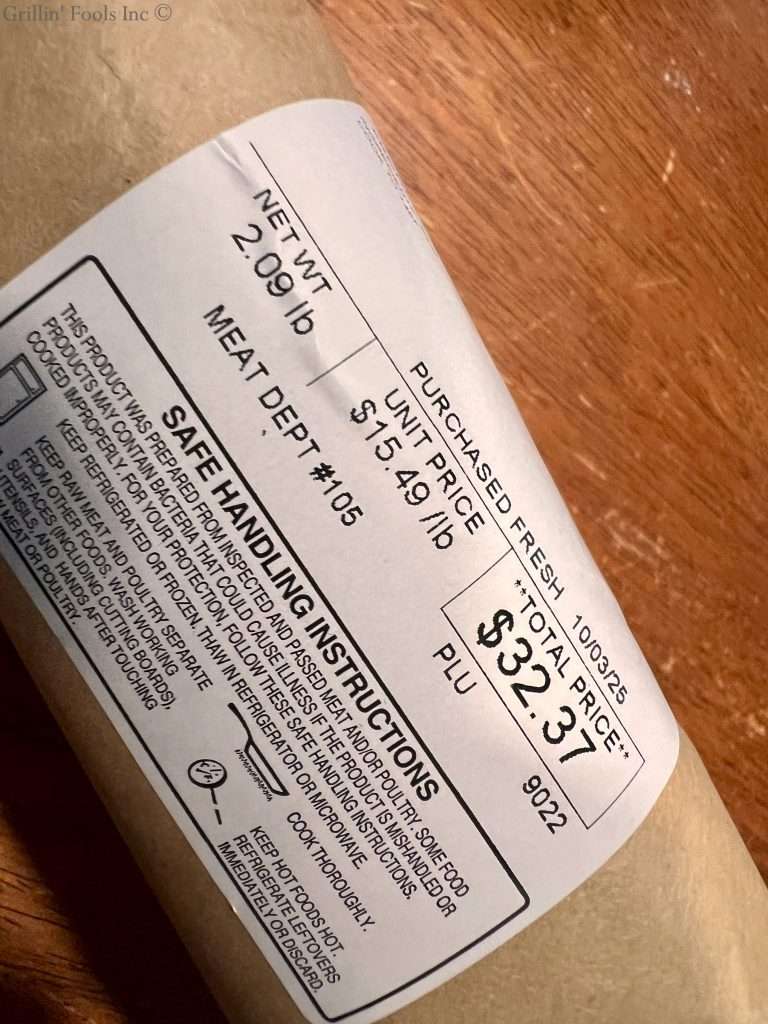 Grillin' Fools Inc ©
PURCHASED FRESH 10/03/25
NET WT
2.09 lb
UNIT PRICE
$15.49 /lb
**TOTAL PRICE**
$32.37
MEAT DEPT #105
PLU 9022
SAFE HANDLING INSTRUCTIONS
THIS PRODUCT WAS PREPARED FROM INSPECTED AND PASSED MEAT AND/OR POULTRY. SOME FOOD
PRODUCTS MAY CONTAIN BACTERIA THAT COULD CAUSE ILLNESS IF THE PRODUCT IS MISHANDLED OR
COOKED IMPROPERLY. FOR YOUR PROTECTION, FOLLOW THESE SAFE HANDLING INSTRUCTIONS.
KEEP REFRIGERATED OR FROZEN. THAW IN REFRIGERATOR OR MICROWAVE.
KEEP RAW MEAT AND POULTRY SEPARATE
FROM OTHER FOODS. WASH WORKING
SURFACES (INCLUDING CUTTING BOARDS),
UTENSILS, AND HANDS AFTER TOUCHING
MEAT OR POULTRY.
COOK THOROUGHLY.
KEEP HOT FOODS HOT.
REFRIGERATE LEFTOVERS
IMMEDIATELY OR DISCARD.